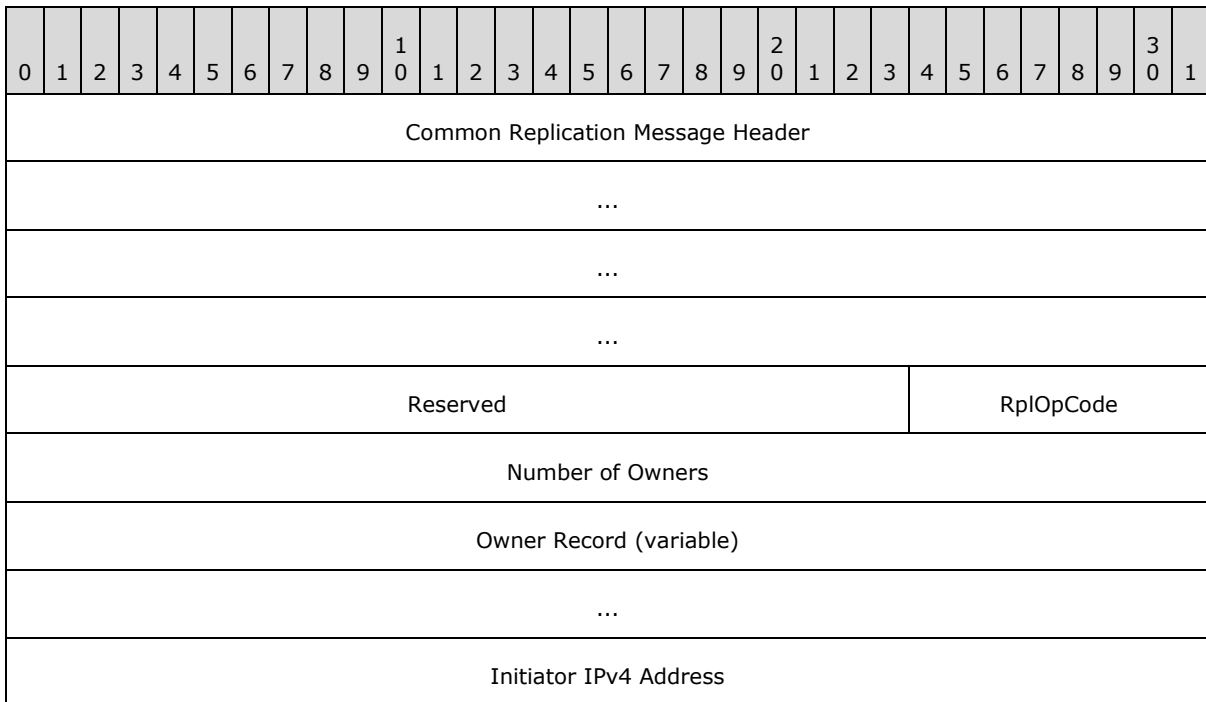 1 2 3
0 1 2 3 4 5 6 7 8 9 0 1 2 3 4 5 6 7 8 9 0 1 2 3 4 5 6 7 8 9 0 1
Common Replication Message Header
...
...
...
Reserved RplOpCode
Number of Owners
Owner Record (variable)
...
Initiator IPv4 Address